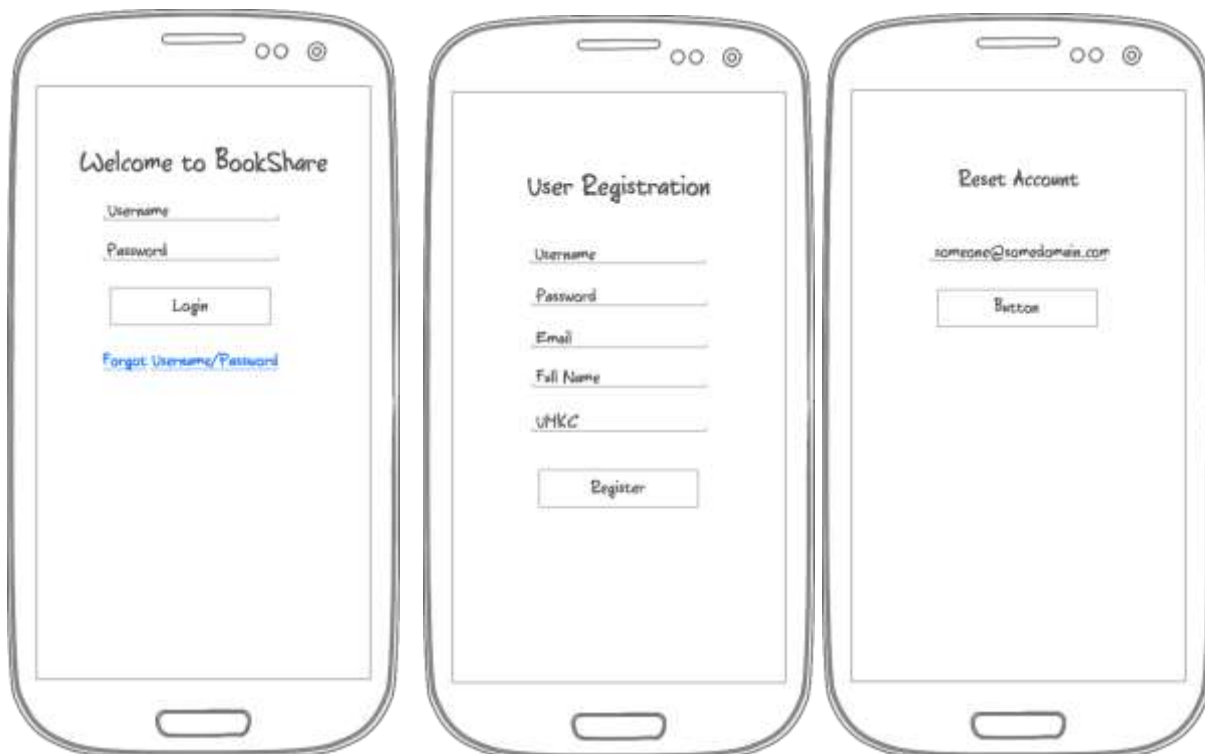 Welcome to BookShare
Username
Password
Login
Forgot Username/Password
User Registration
Username
Password
Email
Full Name
UMKC
Register
Reset Account
someone@somedomain.com
Button